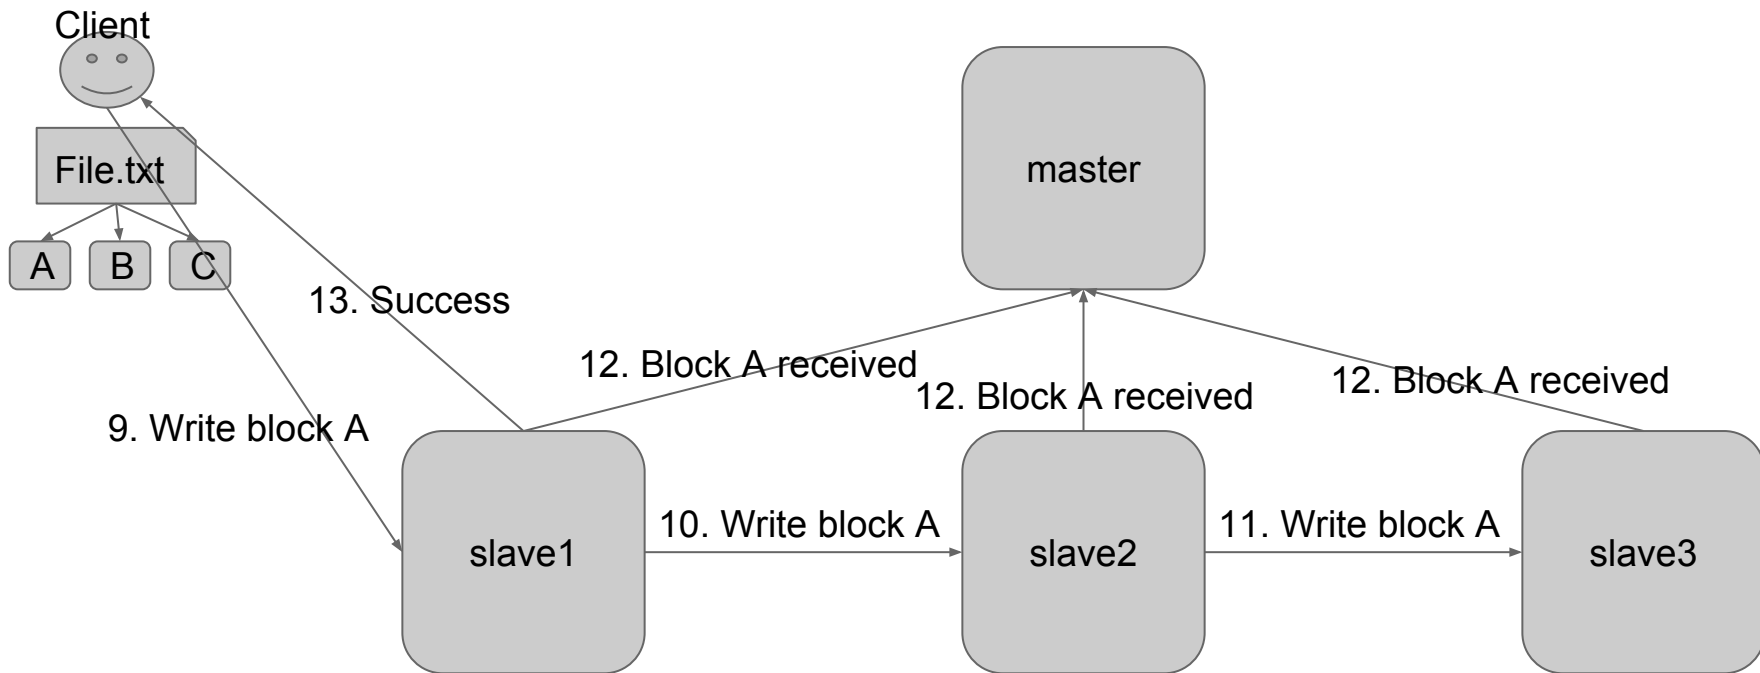 Client
File.txt
A
B
C
master
13. Success
12. Block A received
12. Block A received
12. Block A received
9. Write block A
10. Write block A
11. Write block A
slave1
slave2
slave3